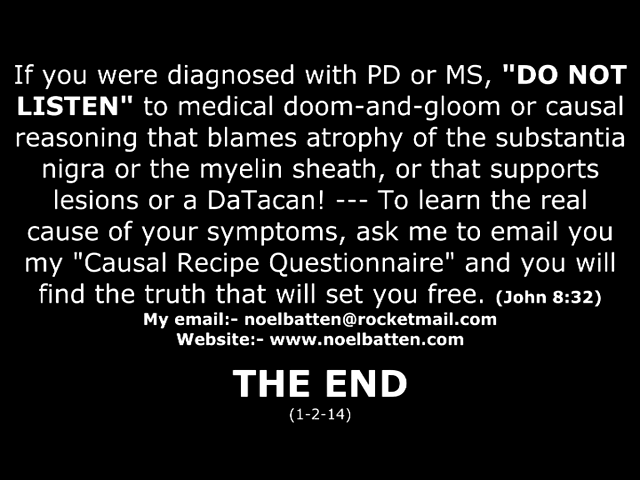 If you were diagnosed with PD or MS, "DO NOT
LISTEN" to medical doom-and-gloom or causal
reasoning that blames atrophy of the substantia
nigra or the myelin sheath, or that supports
lesions or a DaTacan! --- To learn the real
cause of your symptoms, ask me to email you
my "Causal Recipe Questionnaire" and you will
find the truth that will set you free. (John 8:32)
My email:- noelbatten@rocketmail.com
Website:- www.noelbatten.com
THE END
(1-2-14)